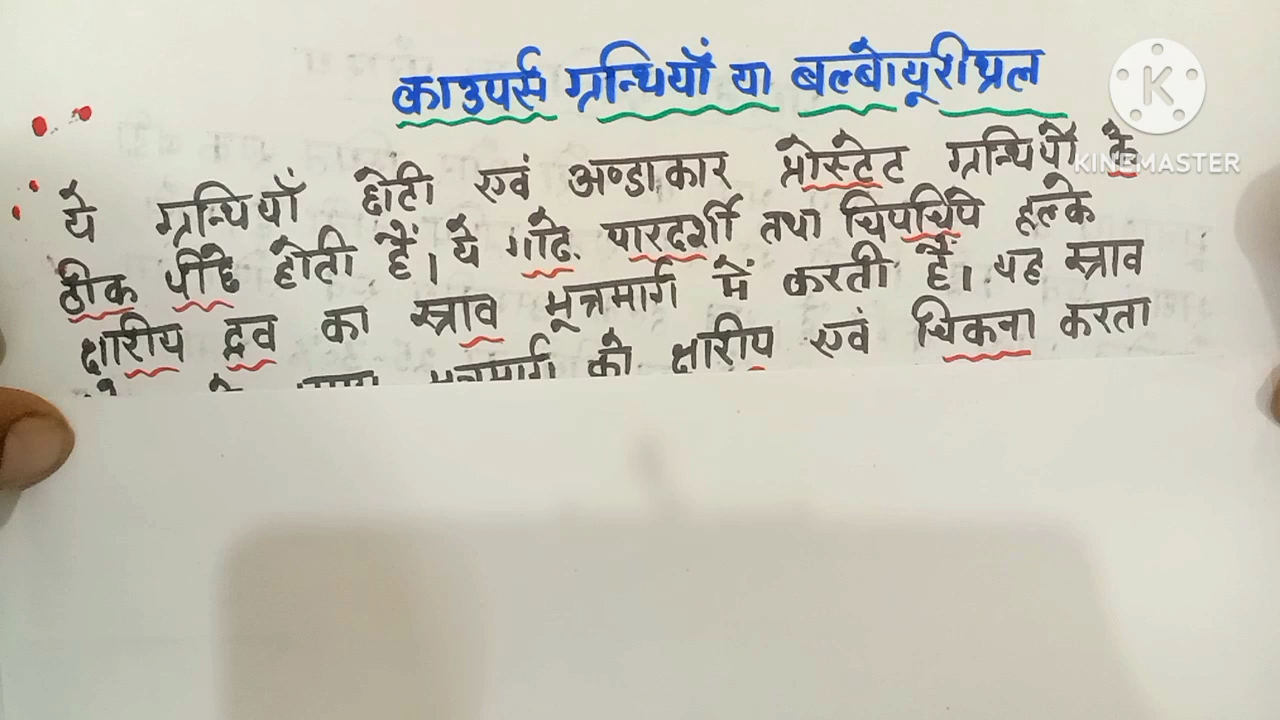 काउपर्स ग्रन्थियाँ या बल्बोयूरीथ्रल
KINEMASTER
ये ग्रन्थियाँ छोटी एवं अण्डाकार प्रोस्टेट ग्रन्थियों के
ठीक पीछे होती हैं। ये गाढे. पारदर्शी तथा चिपचिपे हलके
क्षारीय द्रव का स्त्राव मूत्रमार्ग में करती हैं। यह स्त्राव
मूत्रमार्ग को क्षारीय एवं चिकना करता